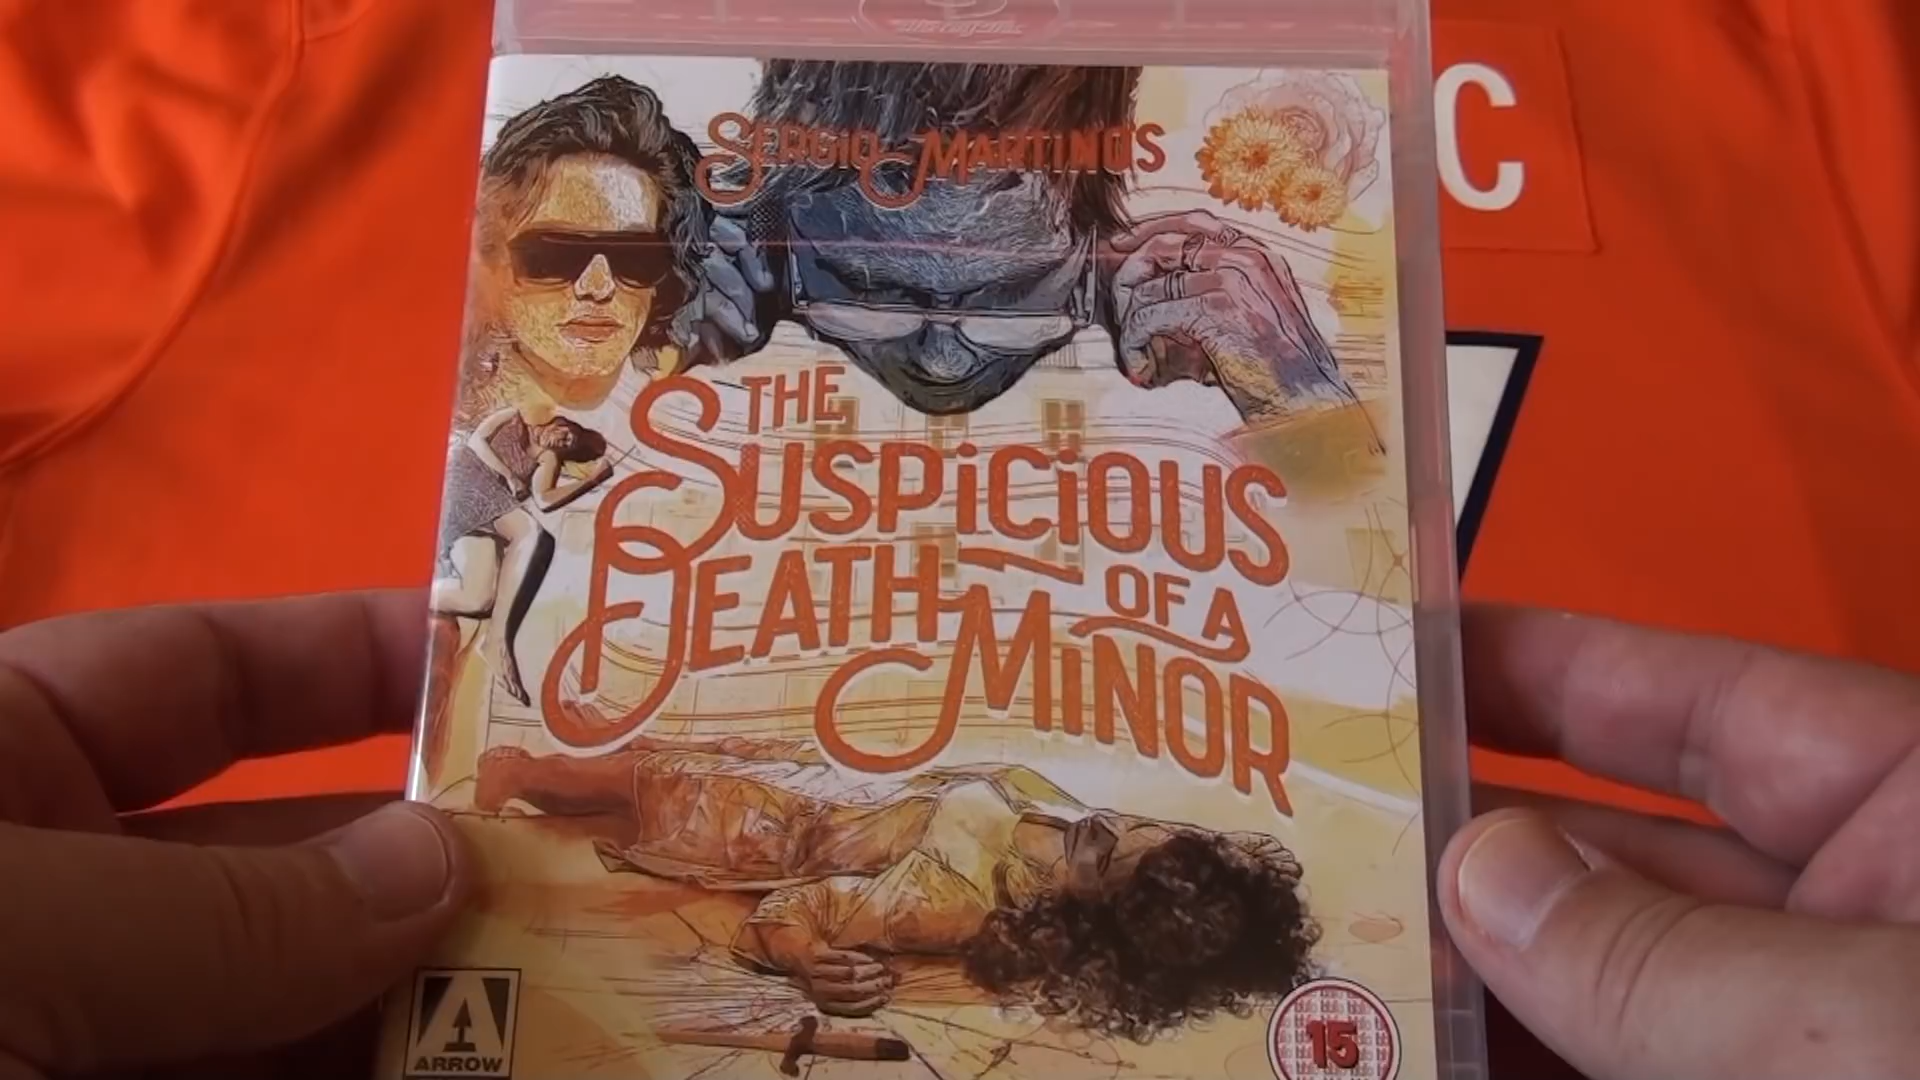 C
SERGIO MARTINO'S
THE
SUSPICIOUS
DEATH OF A
MINOR
ARROW
15